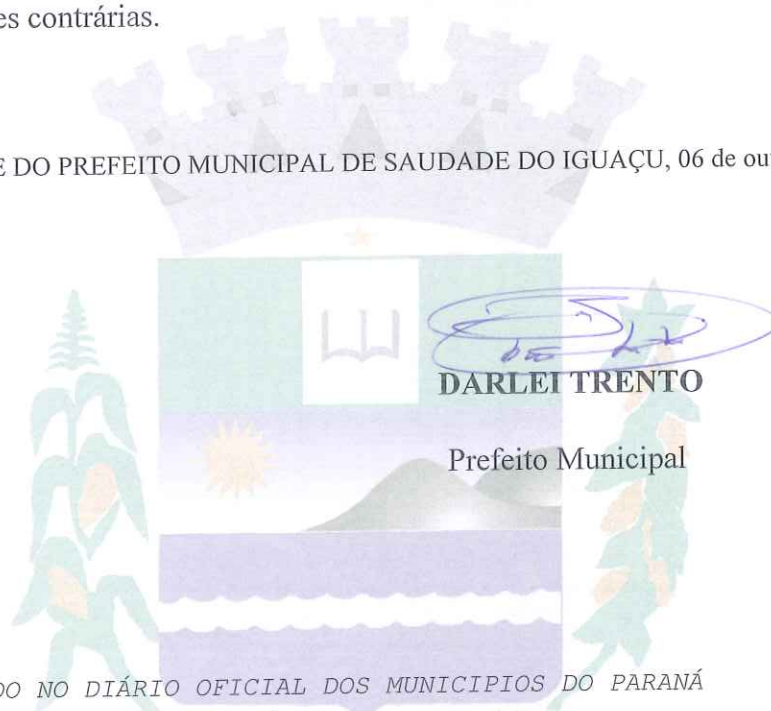 es contrárias.
E DO PREFEITO MUNICIPAL DE SAUDADE DO IGUAÇU, 06 de ou
DARLEI TRENTO
Prefeito Municipal
DO NO DIÁRIO OFICIAL DOS MUNICIPIOS DO PARANÁ